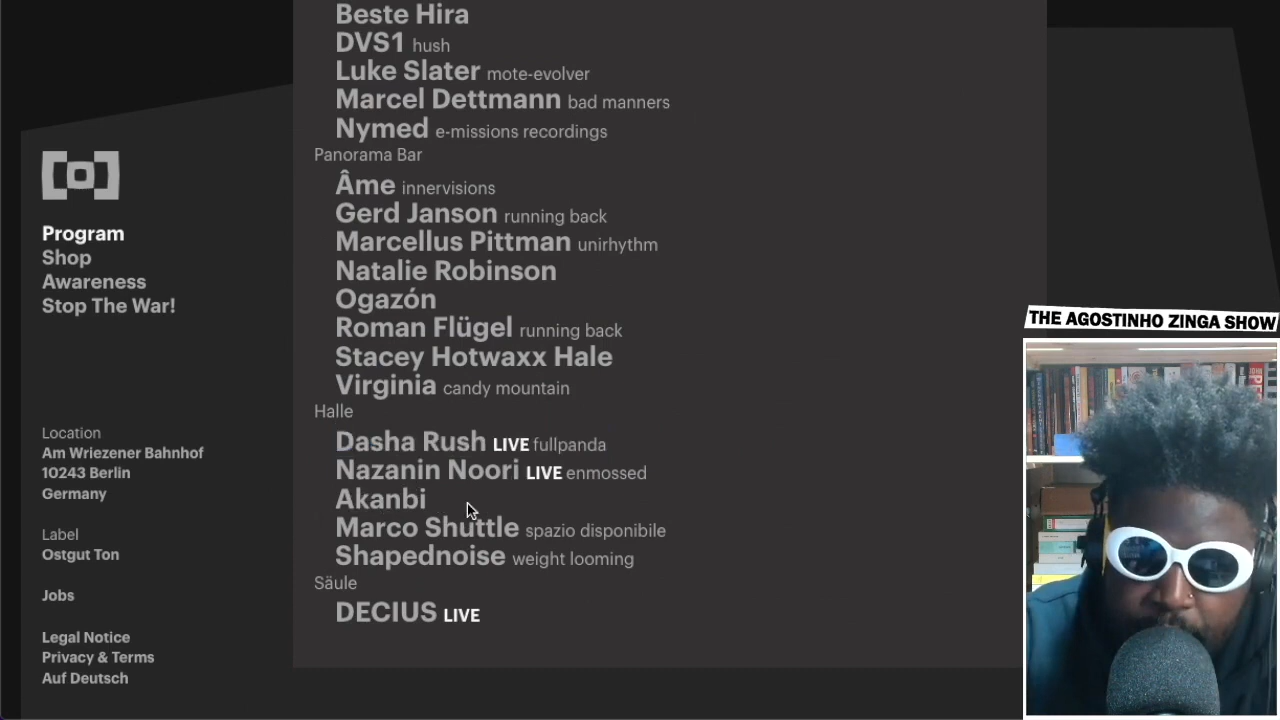 Beste Hira
DVS1 hush
Luke Slater mote-evolver
Marcel Dettmann bad manners
Nymed e-missions recordings
Panorama Bar
Âme innervisions
Gerd Janson running back
Marcellus Pittman unirhythm
Natalie Robinson
Ogazón
Roman Flügel running back
Stacey Hotwaxx Hale
Virginia candy mountain
Halle
Dasha Rush LIVE fullpanda
Nazanin Noori LIVE enmossed
Akanbi
Marco Shuttle spazio disponibile
Shapednoise weight looming
Säule
DECIUS LIVE
Program
Shop
Awareness
Stop The War!
Location
Am Wriezener Bahnhof
10243 Berlin
Germany
Label
Ostgut Ton
Jobs
Legal Notice
Privacy & Terms
Auf Deutsch
THE AGOSTINHO ZINGA SHOW